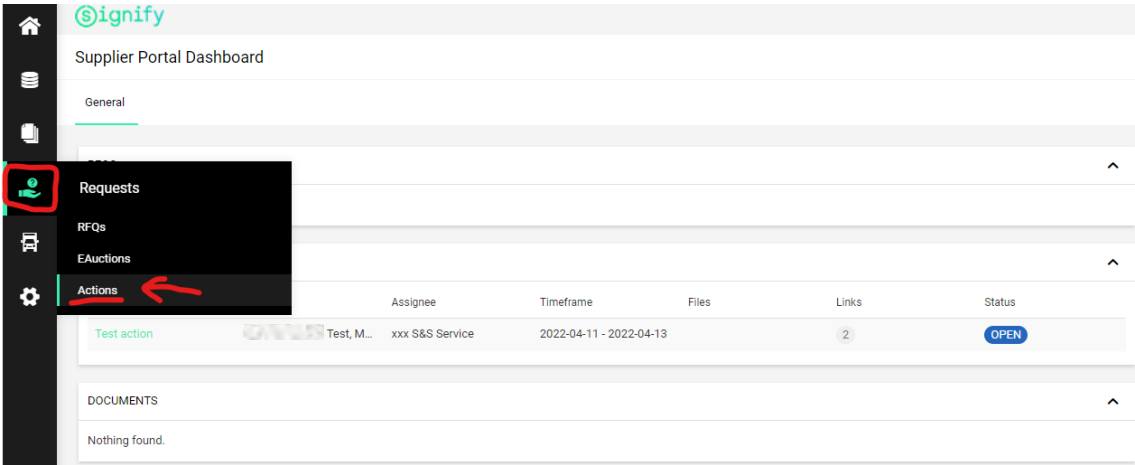 Signify
Supplier Portal Dashboard
General
Requests
RFQs
EAuctions
Actions
Assignee Timeframe Files Links Status
Test action Test, M... xxx S&S Service 2022-04-11 - 2022-04-13 2 OPEN
DOCUMENTS
Nothing found.